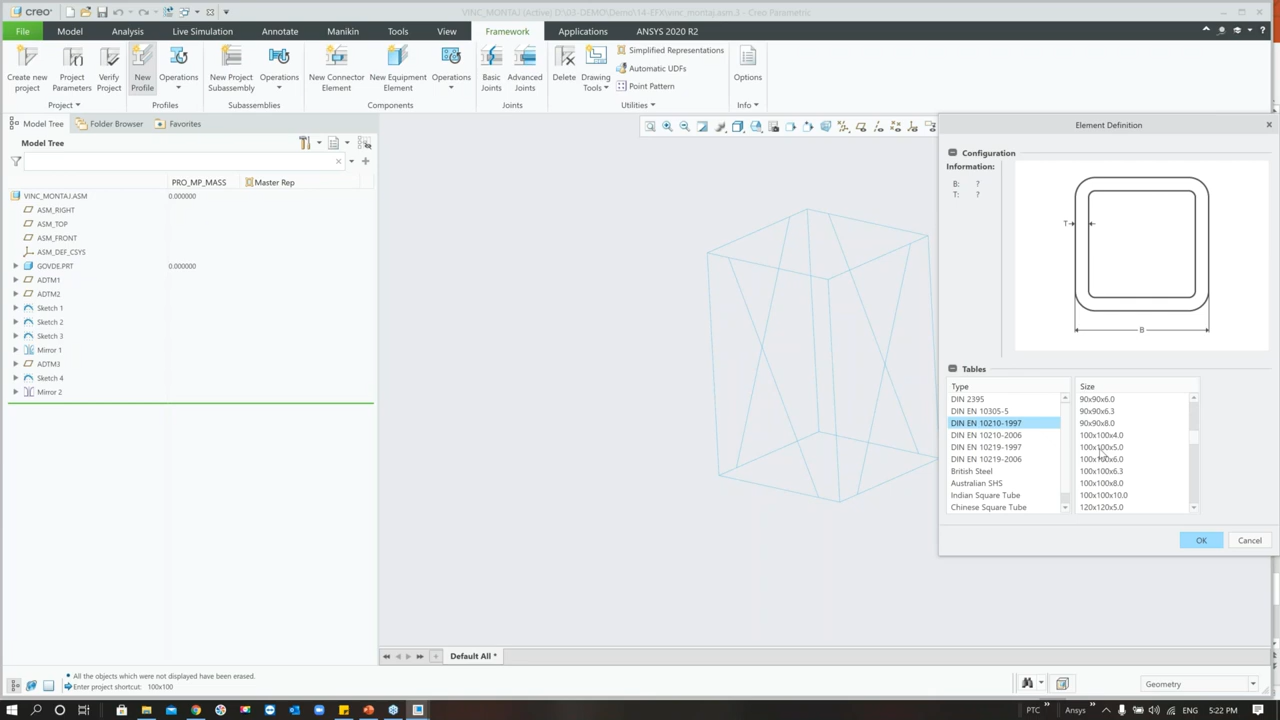 creo
VINC_MONTAJ (Active) D:\03-DEMO\Demo\14-EFX\vinc_montaj.asm.3 - Creo Parametric
File Model Analysis Live Simulation Annotate Manikin Tools View Framework Applications ANSYS 2020 R2
Create new project
Project Parameters
Verify Project
New Profile
Operations
New Project Subassembly
Operations
New Connector Element
New Equipment Element
Operations
Basic Joints
Advanced Joints
Delete
Drawing Tools
Simplified Representations
Automatic UDFs
Point Pattern
Options
Project Profiles Subassemblies Components Joints Utilities Info
Model Tree Folder Browser Favorites
Model Tree
PRO_MP_MASS Master Rep
VINC_MONTAJ.ASM 0.000000
ASM_RIGHT
ASM_TOP
ASM_FRONT
ASM_DEF_CSYS
GOVDE.PRT 0.000000
ADTM1
ADTM2
Sketch 1
Sketch 2
Sketch 3
Mirror 1
ADTM3
Sketch 4
Mirror 2
Element Definition
Configuration
Information:
B: ?
T: ?
T
B
Tables
Type Size
DIN 2395 90x90x6.0
DIN EN 10305-5 90x90x6.3
DIN EN 10210-1997 90x90x8.0
DIN EN 10210-2006 100x100x4.0
DIN EN 10219-1997 100x100x5.0
DIN EN 10219-2006 100x100x6.0
British Steel 100x100x6.3
Australian SHS 100x100x8.0
Indian Square Tube 100x100x10.0
Chinese Square Tube 120x120x5.0
OK Cancel
Default All *
All the objects which were not displayed have been erased.
Enter project shortcut: 100x100
Geometry
PTC Ansys ENG 5:22 PM